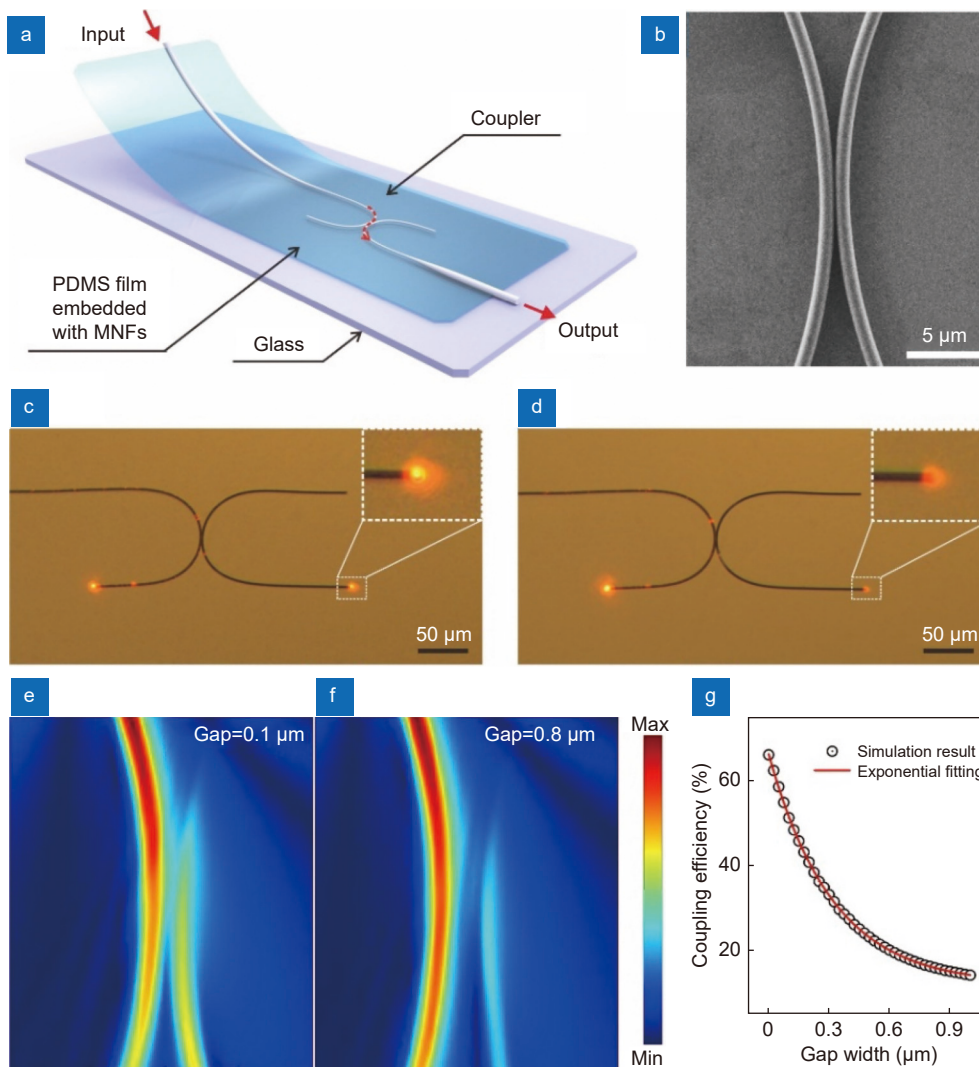 a
Input
Coupler
PDMS film
embedded
with MNFs
Glass
Output
b
5 μm
c
50 μm
d
50 μm
e
Gap=0.1 μm
f
Gap=0.8 μm
Max
Min
g
Simulation result
Exponential fitting
Coupling efficiency (%)
60
40
20
0
0.3
0.6
0.9
Gap width (μm)